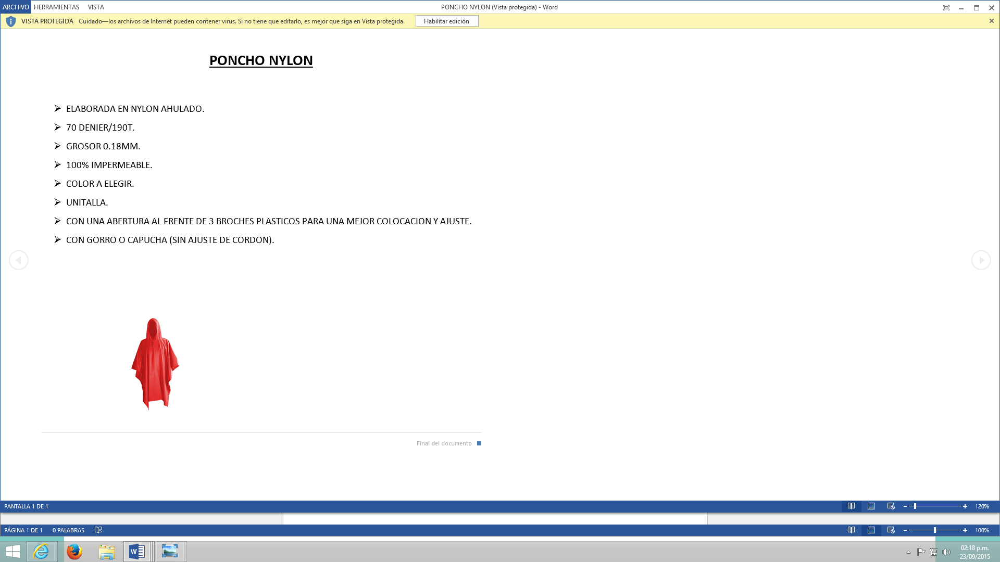 ARCHIVO HERRAMIENTAS VISTA PONCHO NYLON (Vista protegida) - Word
VISTA PROTEGIDA Cuidado—los archivos de Internet pueden contener virus. Si no tiene que editarlo, es mejor que siga en Vista protegida. Habilitar edición
PONCHO NYLON
ELABORADA EN NYLON AHULADO.
70 DENIER/190T.
GROSOR 0.18MM.
100% IMPERMEABLE.
COLOR A ELEGIR.
UNITALLA.
CON UNA ABERTURA AL FRENTE DE 3 BROCHES PLASTICOS PARA UNA MEJOR COLOCACION Y AJUSTE.
CON GORRO O CAPUCHA (SIN AJUSTE DE CORDON).
Final del documento
PANTALLA 1 DE 1 120%
PÁGINA 1 DE 1 0 PALABRAS 100%
02:18 p.m.
23/09/2015